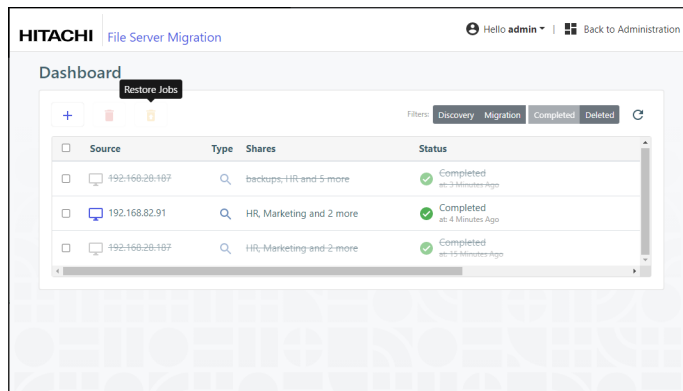 HITACHI File Server Migration
Hello admin | Back to Administration
Dashboard
Restore Jobs
Filters: Discovery Migration Completed Deleted
Source Type Shares Status
192.168.28.187 backups, HR and 5 more Completed
at: 3 Minutes Ago
192.168.82.91 HR, Marketing and 2 more Completed
at: 4 Minutes Ago
192.168.28.187 HR, Marketing and 2 more Completed
at: 15 Minutes Ago